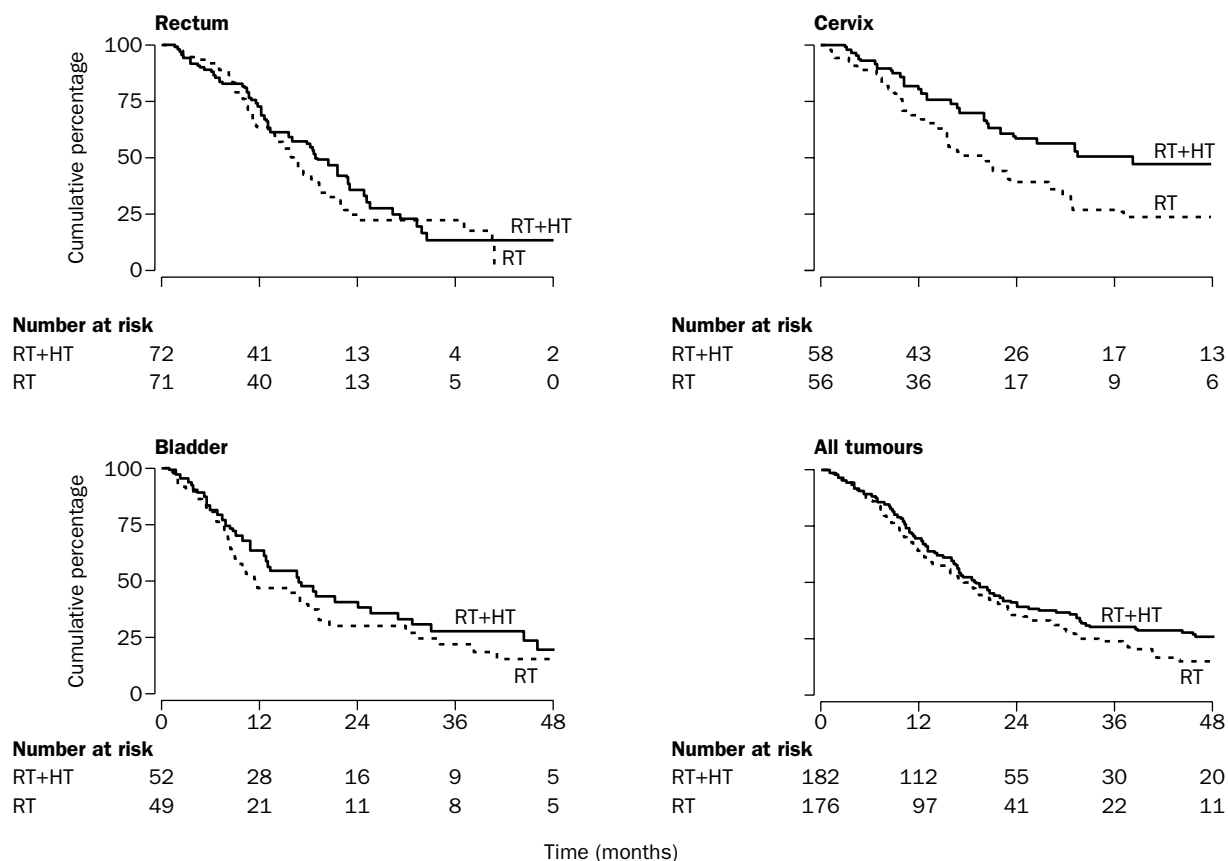 Rectum
Cumulative percentage
100
75
50
25
0
RT+HT
RT
Number at risk
RT+HT 72 41 13 4 2
RT 71 40 13 5 0
Cervix
RT+HT
RT
Number at risk
RT+HT 58 43 26 17 13
RT 56 36 17 9 6
Bladder
Cumulative percentage
100
75
50
25
0
RT+HT
RT
0 12 24 36 48
Number at risk
RT+HT 52 28 16 9 5
RT 49 21 11 8 5
All tumours
RT+HT
RT
0 12 24 36 48
Number at risk
RT+HT 182 112 55 30 20
RT 176 97 41 22 11
Time (months)